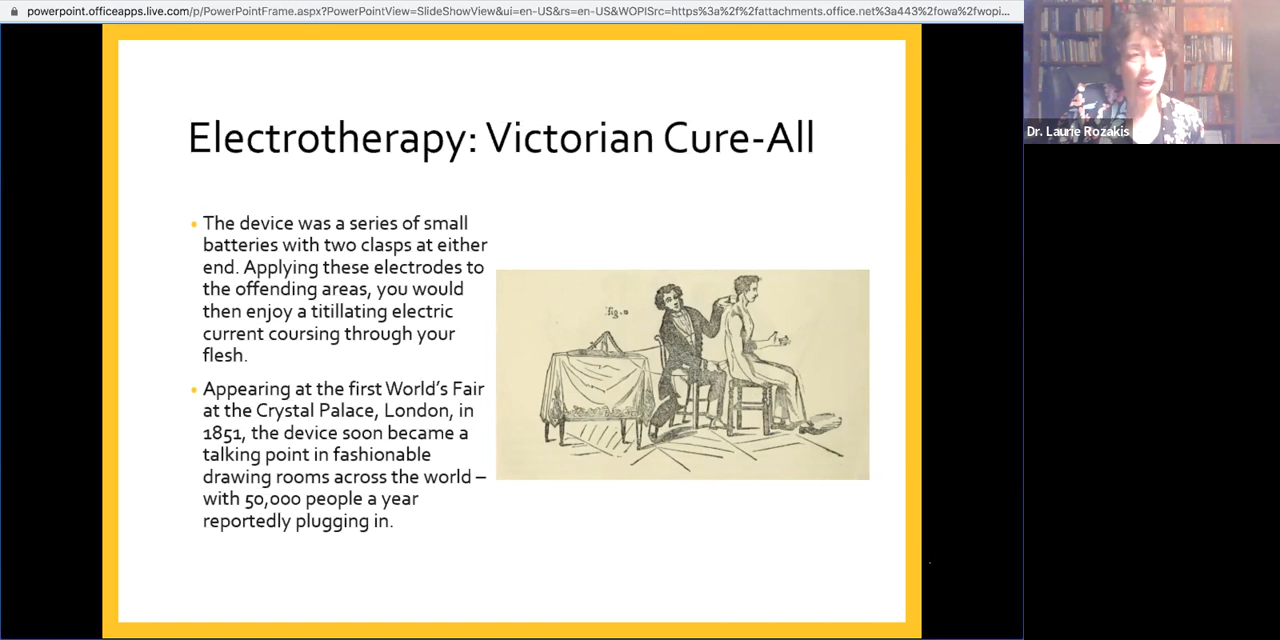 powerpoint.officeapps.live.com/p/PowerPointFrame.aspx?PowerPointView=SlideShowView&ui=en-US&rs=en-US&WOPISrc=https%3a%2f%2fattachments.office.net%3a443%2fowa%2fwopi...
Dr. Laurie Rozakis
Electrotherapy: Victorian Cure-All
• The device was a series of small
batteries with two clasps at either
end. Applying these electrodes to
the offending areas, you would
then enjoy a titillating electric
current coursing through your
flesh.
• Appearing at the first World’s Fair
at the Crystal Palace, London, in
1851, the device soon became a
talking point in fashionable
drawing rooms across the world –
with 50,000 people a year
reportedly plugging in.